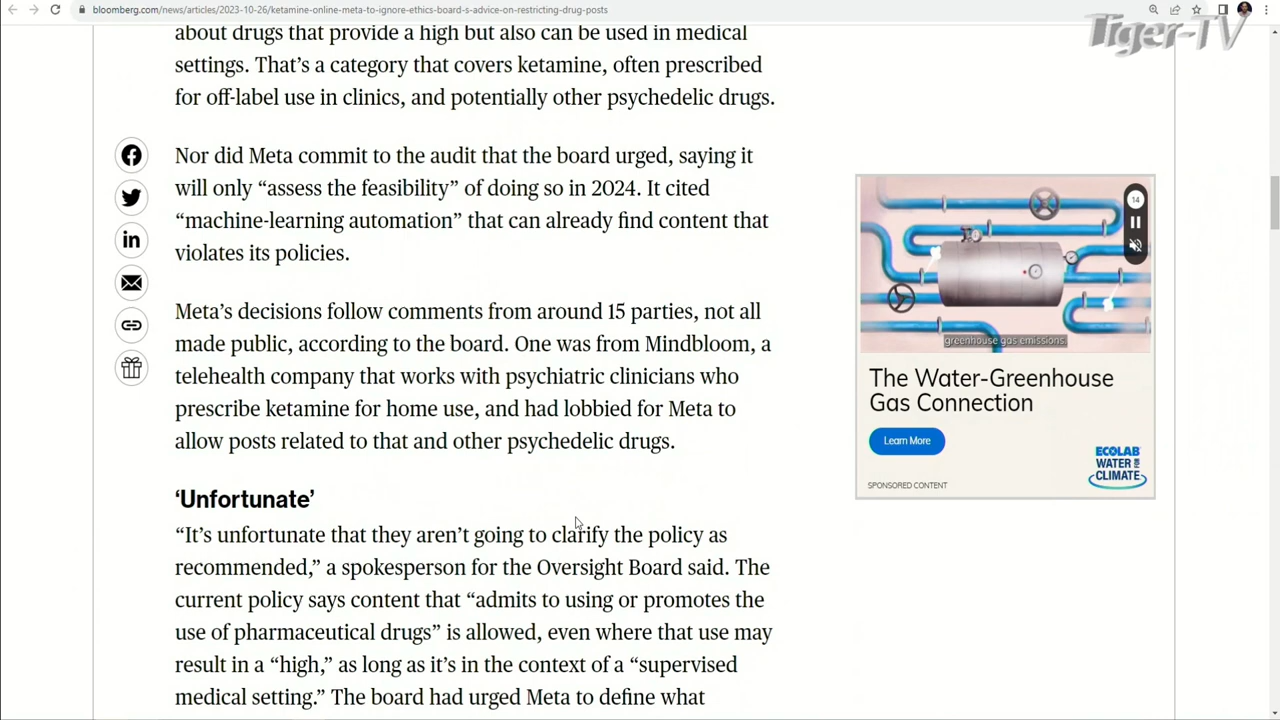 bloomberg.com/news/articles/2023-10-26/ketamine-online-meta-to-ignore-ethics-board-s-advice-on-restricting-drug-posts
Tiger-TV
about drugs that provide a high but also can be used in medical
settings. That’s a category that covers ketamine, often prescribed
for off-label use in clinics, and potentially other psychedelic drugs.
Nor did Meta commit to the audit that the board urged, saying it
will only “assess the feasibility” of doing so in 2024. It cited
“machine-learning automation” that can already find content that
violates its policies.
Meta’s decisions follow comments from around 15 parties, not all
made public, according to the board. One was from Mindbloom, a
telehealth company that works with psychiatric clinicians who
prescribe ketamine for home use, and had lobbied for Meta to
allow posts related to that and other psychedelic drugs.
‘Unfortunate’
“It’s unfortunate that they aren’t going to clarify the policy as
recommended,” a spokesperson for the Oversight Board said. The
current policy says content that “admits to using or promotes the
use of pharmaceutical drugs” is allowed, even where that use may
result in a “high,” as long as it’s in the context of a “supervised
medical setting.” The board had urged Meta to define what
14
greenhouse gas emissions.
The Water-Greenhouse
Gas Connection
Learn More
ECOLAB
WATER FOR
CLIMATE
SPONSORED CONTENT